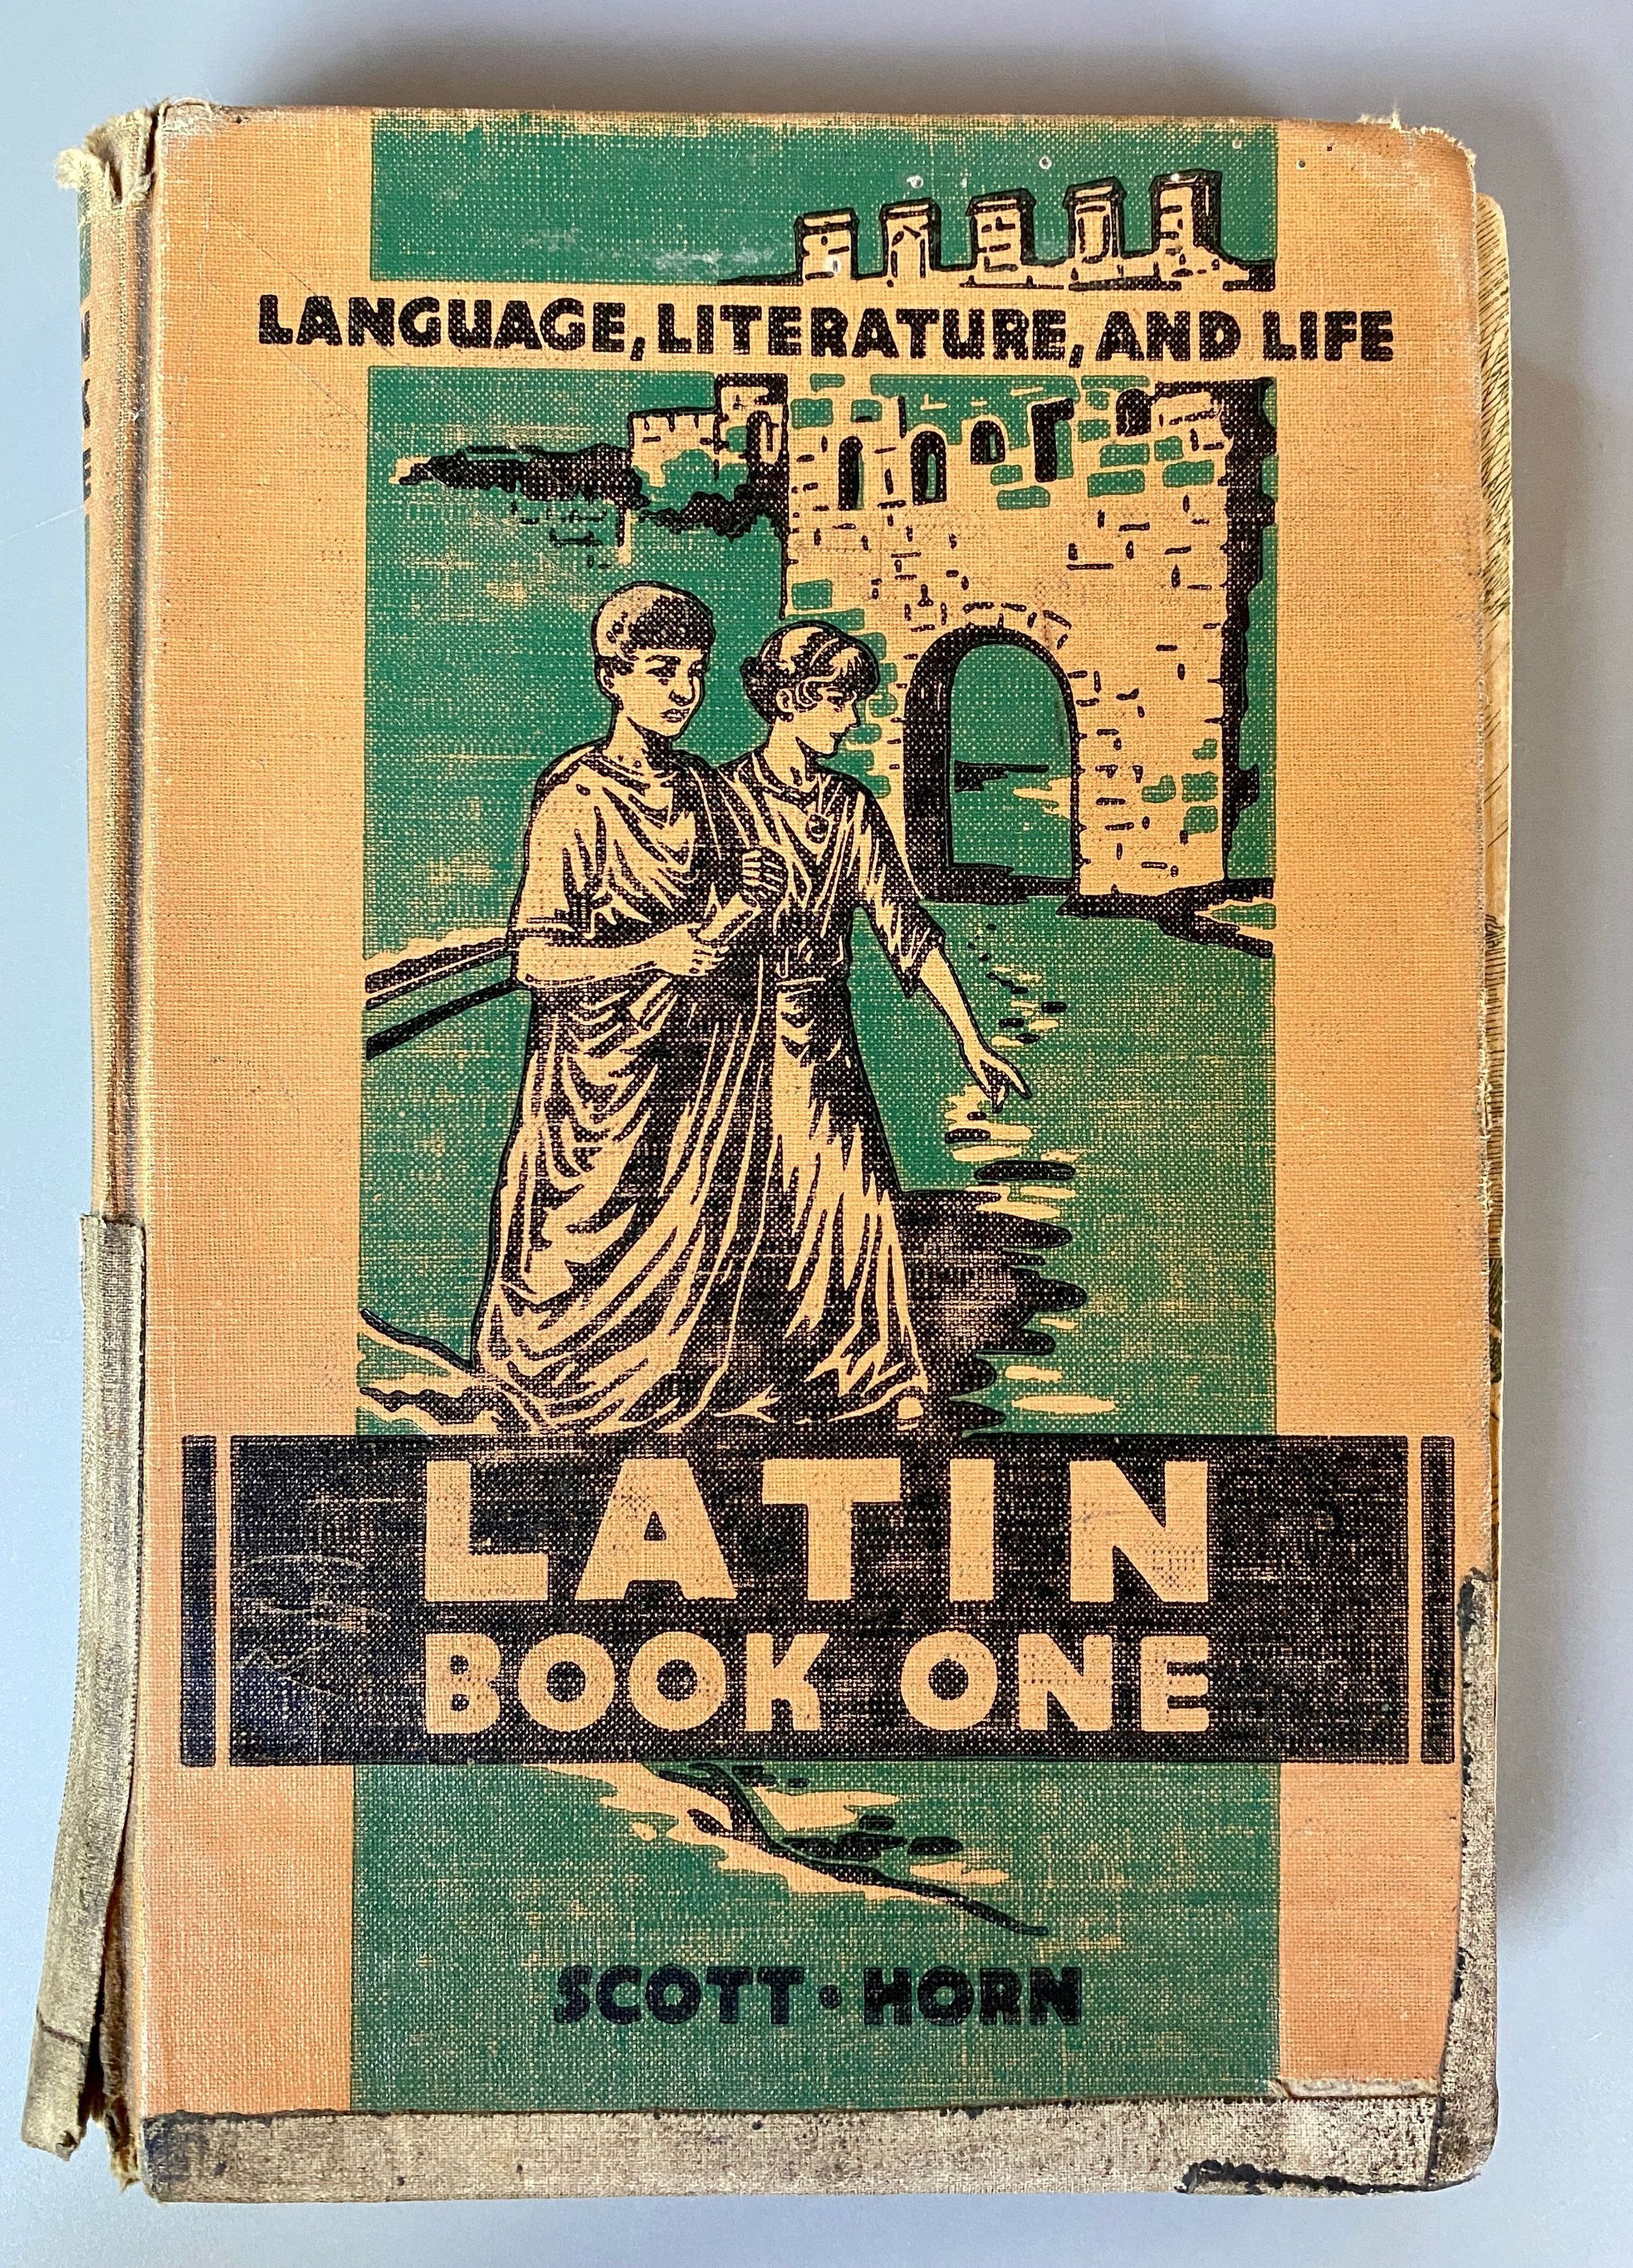 LANGUAGE, LITERATURE, AND LIFE
LATIN
BOOK ONE
SCOTT · HORN